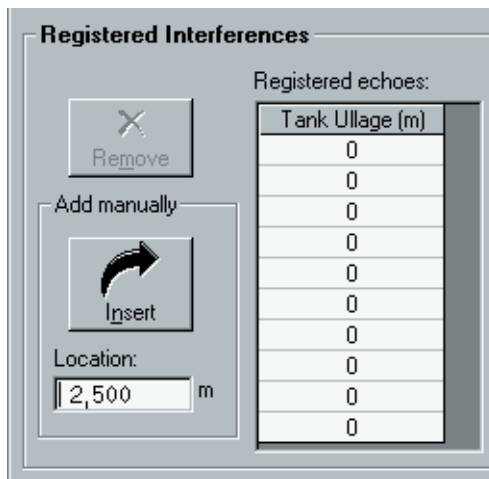 Registered Interferences
Registered echoes:
Remove
Tank Ullage (m)
0
0
0
0
0
0
0
0
0
0
Add manually
Insert
Location:
2,500 m